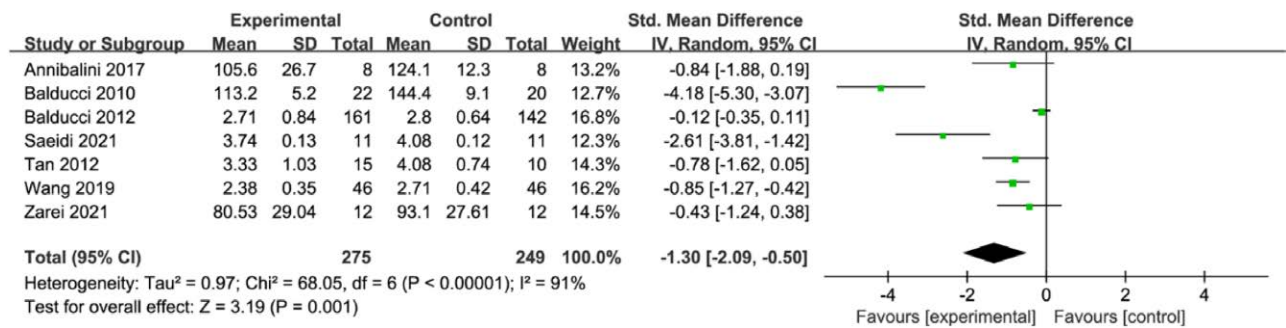 Experimental Control Std. Mean Difference Std. Mean Difference
Study or Subgroup Mean SD Total Mean SD Total Weight IV, Random, 95% CI IV, Random, 95% CI
Annibalini 2017 105.6 26.7 8 124.1 12.3 8 13.2% -0.84 [-1.88, 0.19]
Balducci 2010 113.2 5.2 22 144.4 9.1 20 12.7% -4.18 [-5.30, -3.07]
Balducci 2012 2.71 0.84 161 2.8 0.64 142 16.8% -0.12 [-0.35, 0.11]
Saeidi 2021 3.74 0.13 11 4.08 0.12 11 11.3% -2.61 [-3.81, -1.42]
Tan 2012 3.33 1.03 15 4.08 0.74 10 14.3% -0.78 [-1.62, 0.05]
Wang 2019 2.38 0.35 46 2.71 0.42 46 16.2% -0.85 [-1.27, -0.42]
Zarei 2021 80.53 29.04 12 93.1 27.61 12 14.5% -0.43 [-1.24, 0.38]
Total (95% CI) 275 249 100.0% -1.30 [-2.09, -0.50]
Heterogeneity: Tau² = 0.97; Chi² = 68.05, df = 6 (P < 0.00001); I² = 91%
Test for overall effect: Z = 3.19 (P = 0.001)
-4 -2 0 2 4
Favours [experimental] Favours [control]